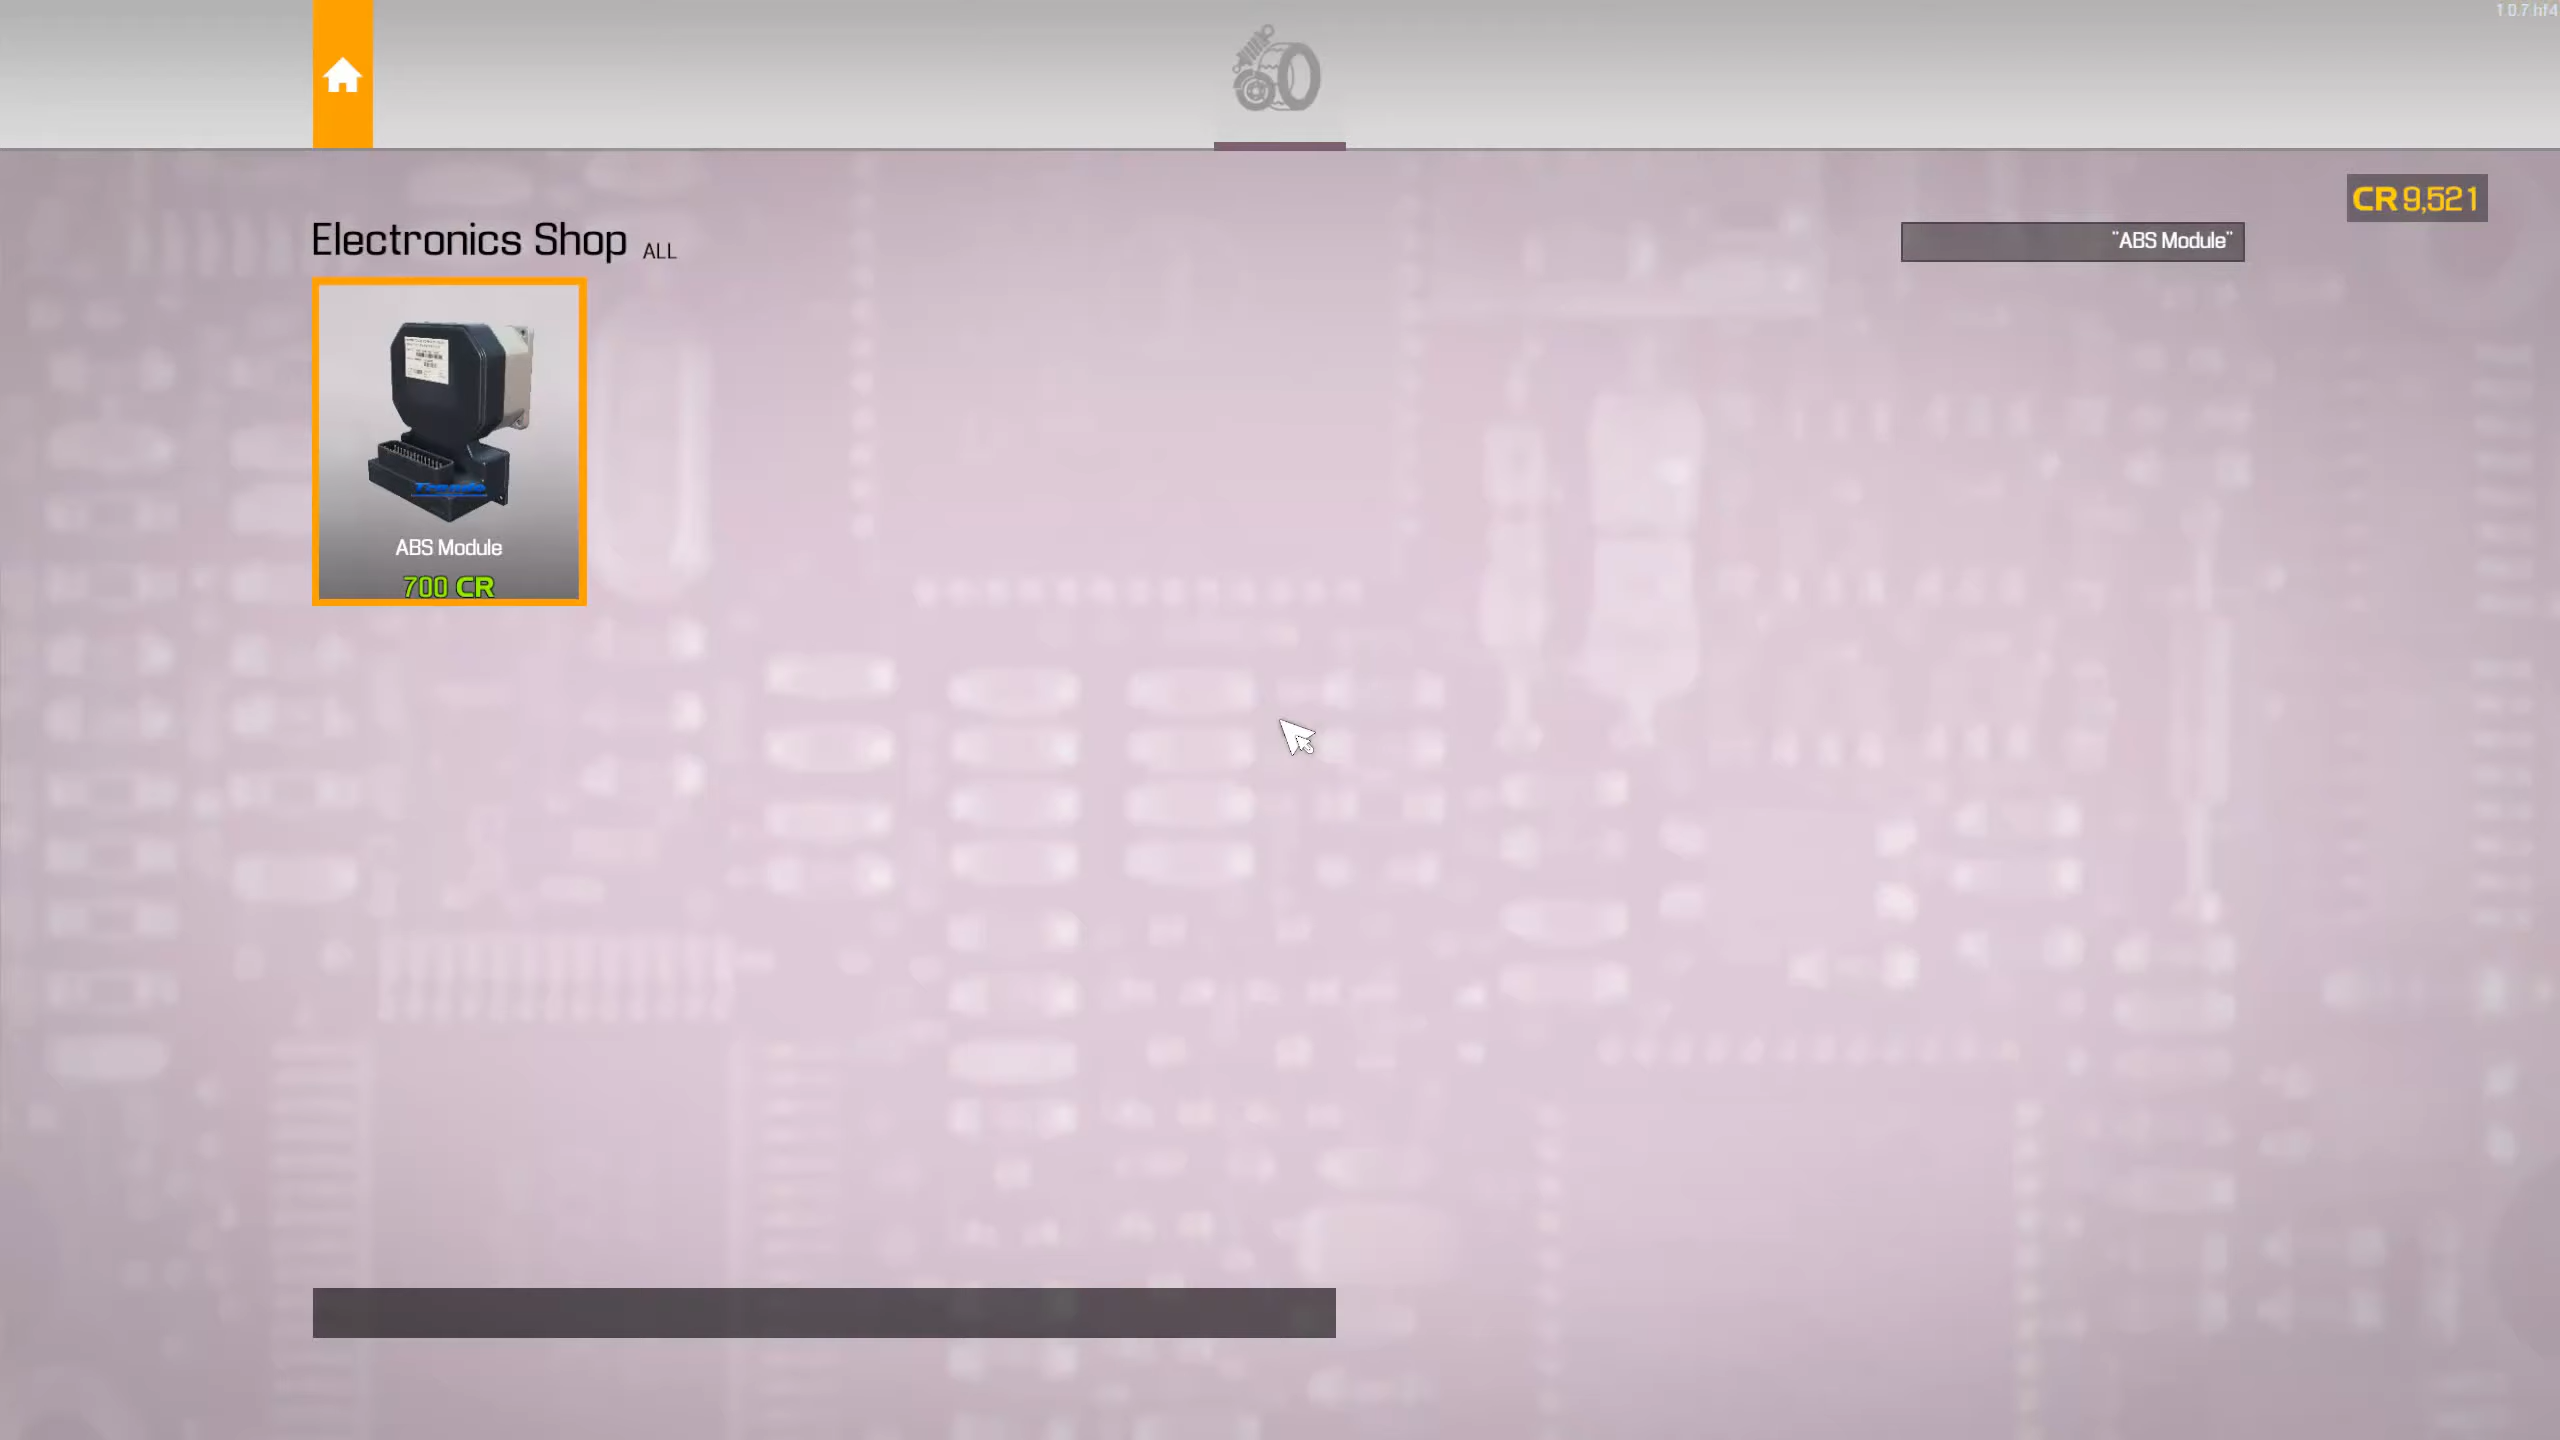 1.0.7.hf4
CR 9,521
Electronics Shop ALL
"ABS Module"
ABS Module
700 CR